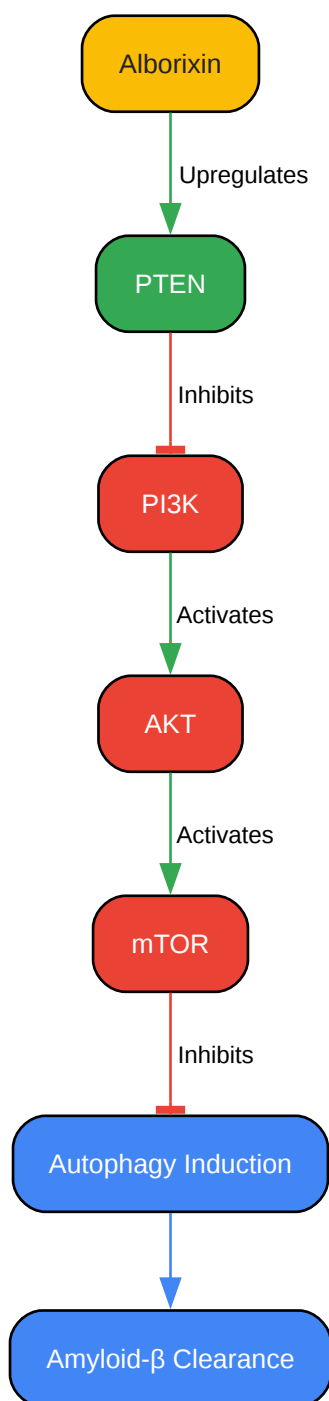 Alborixin
Upregulates
PTEN
Inhibits
PI3K
Activates
AKT
Activates
mTOR
Inhibits
Autophagy Induction
Amyloid-β Clearance